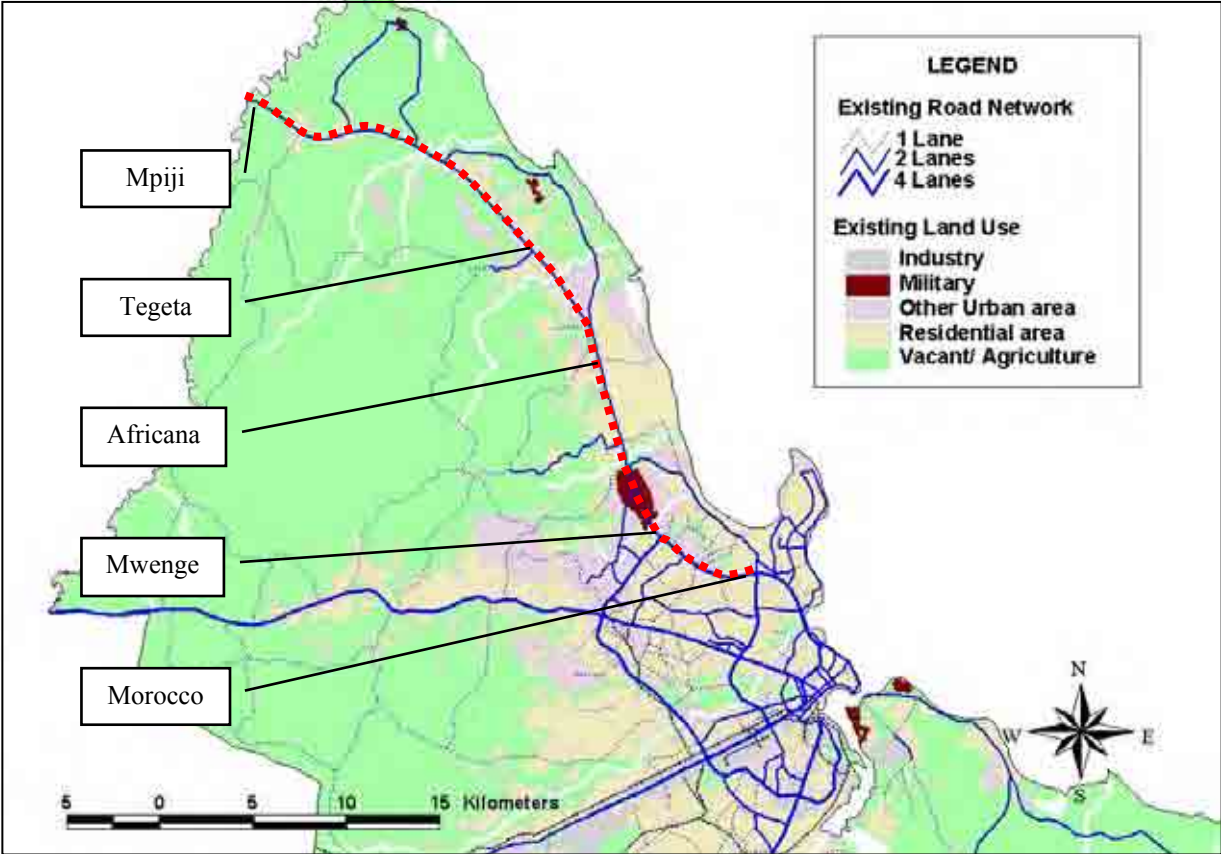 LEGEND
Existing Road Network
1 Lane
2 Lanes
4 Lanes
Existing Land Use
Industry
Military
Other Urban area
Residential area
Vacant/ Agriculture
Mpiji
Tegeta
Africana
Mwenge
Morocco
N
W
E
S
5 0 5 10 15 Kilometers